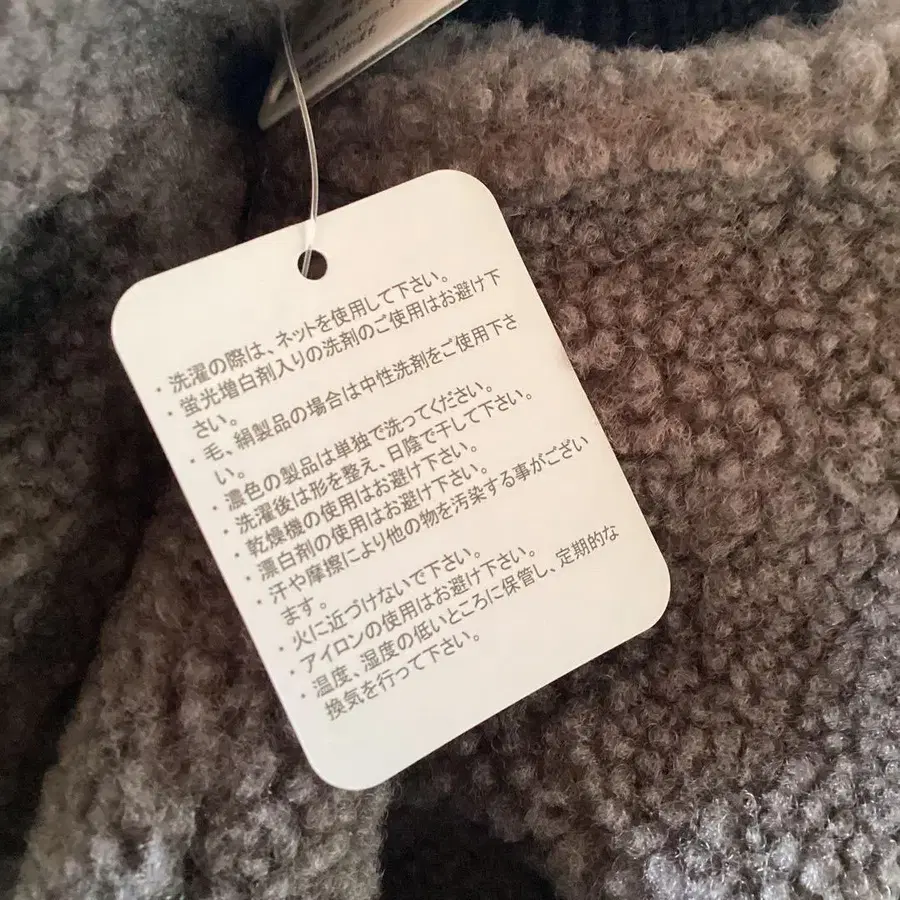 ・洗濯の際は、ネットを使用して下さい。
・蛍光増白剤入りの洗剤のご使用はお避け下
さい。
・毛、絹製品の場合は中性洗剤をご使用下さ
い。
・濃色の製品は単独で洗ってください。
・洗濯後は形を整え、日陰で干して下さい。
・乾燥機の使用はお避け下さい。
・漂白剤の使用はお避け下さい。
・汗や摩擦により他の物を汚染する事がござい
ます。
・火に近づけないで下さい。
・アイロンの使用はお避け下さい。
・温度、湿度の低いところに保管し、定期的な
換気を行って下さい。